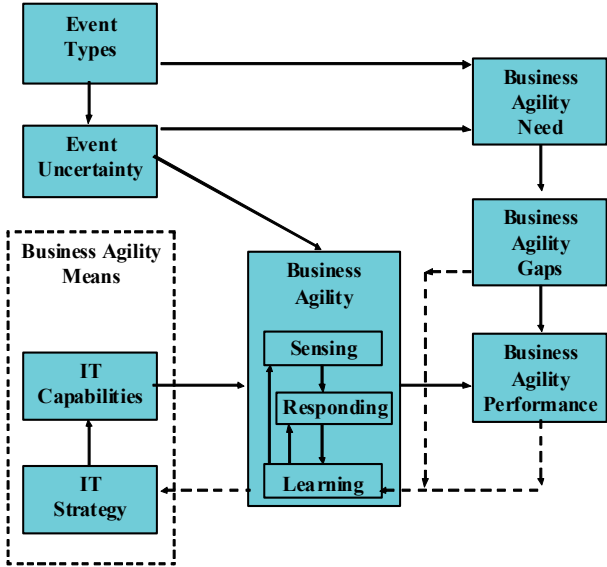 Event
Types
Business
Agility
Need
Event
Uncertainty
Business
Agility
Gaps
Business Agility
Means
Business
Agility
Sensing
Responding
Learning
Business
Agility
Performance
IT
Capabilities
IT
Strategy